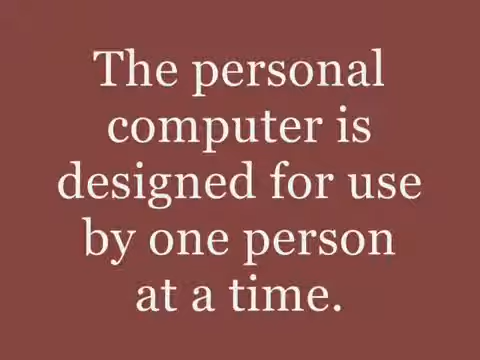 The personal
computer is
designed for use
by one person
at a time.